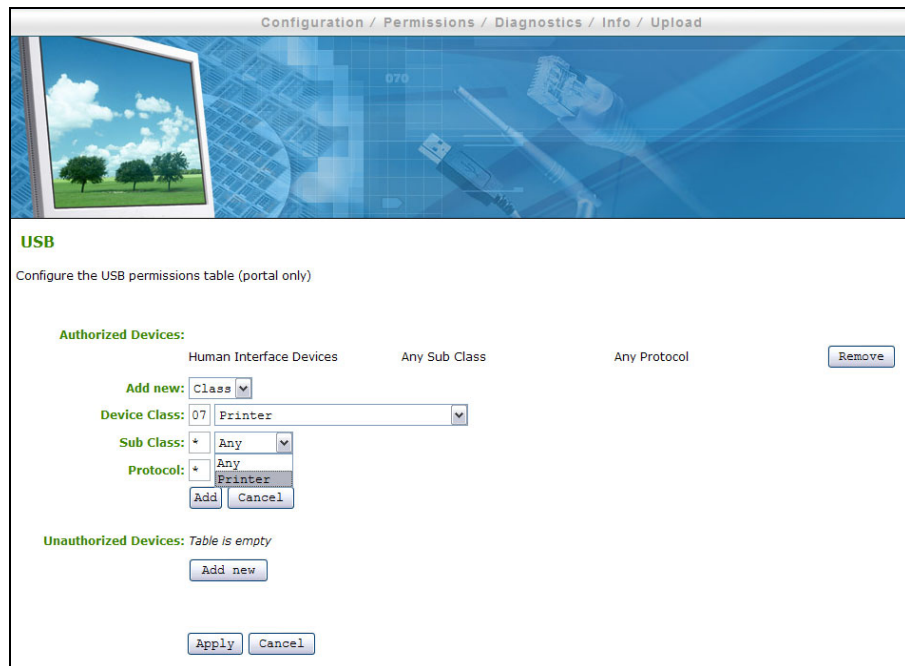 Configuration / Permissions / Diagnostics / Info / Upload
070
USB
Configure the USB permissions table (portal only)
Authorized Devices:
Human Interface Devices Any Sub Class Any Protocol Remove
Add new: Class
Device Class: 07 Printer
Sub Class: * Any
Protocol: * Any
Printer
Add Cancel
Unauthorized Devices: Table is empty
Add new
Apply Cancel